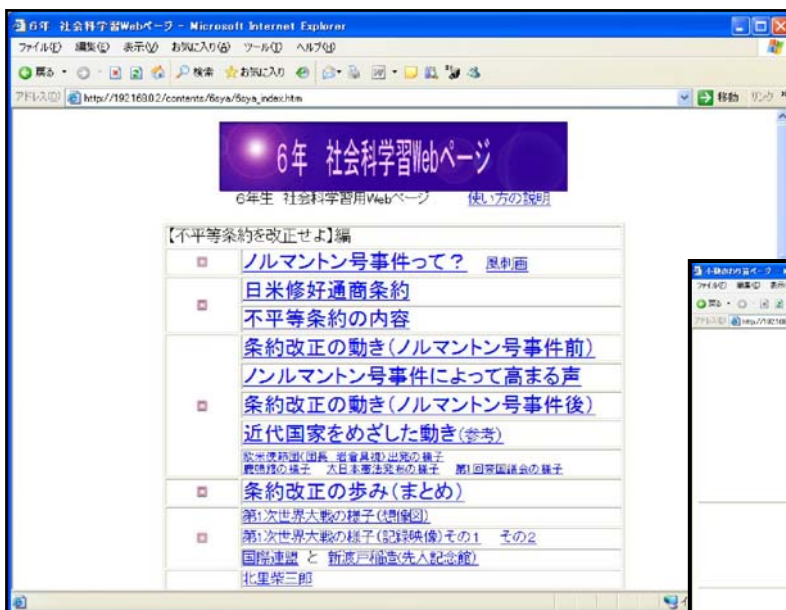 6年 社会科学習Webページ - Microsoft Internet Explorer
ファイル(F) 編集(E) 表示(V) お気に入り(A) ツール(T) ヘルプ(H)
戻る 検索 お気に入り
アドレス(D) http://192.168.0.2/contents/6sya/6sya_index.htm 移動 リンク
6年 社会科学習Webページ
6年生 社会科学習用Webページ 使い方の説明
【不平等条約を改正せよ】編
ノルマントン号事件って? 風刺画
日米修好通商条約
不平等条約の内容
条約改正の動き(ノルマントン号事件前)
ノンルマントン号事件によって高まる声
条約改正の動き(ノルマントン号事件後)
近代国家をめざした動き(参考)
欧米使節団(団長 岩倉具視)出発の様子
鹿鳴館の様子 大日本憲法発布の様子 第1回帝国議会の様子
条約改正の歩み(まとめ)
第1次世界大戦の様子(想像図)
第1次世界大戦の様子(記録映像)その1 その2
国際連盟 と 新渡戸稲造(先人記念館)
北里柴三郎
ファイル(F) 編集(E)
戻る